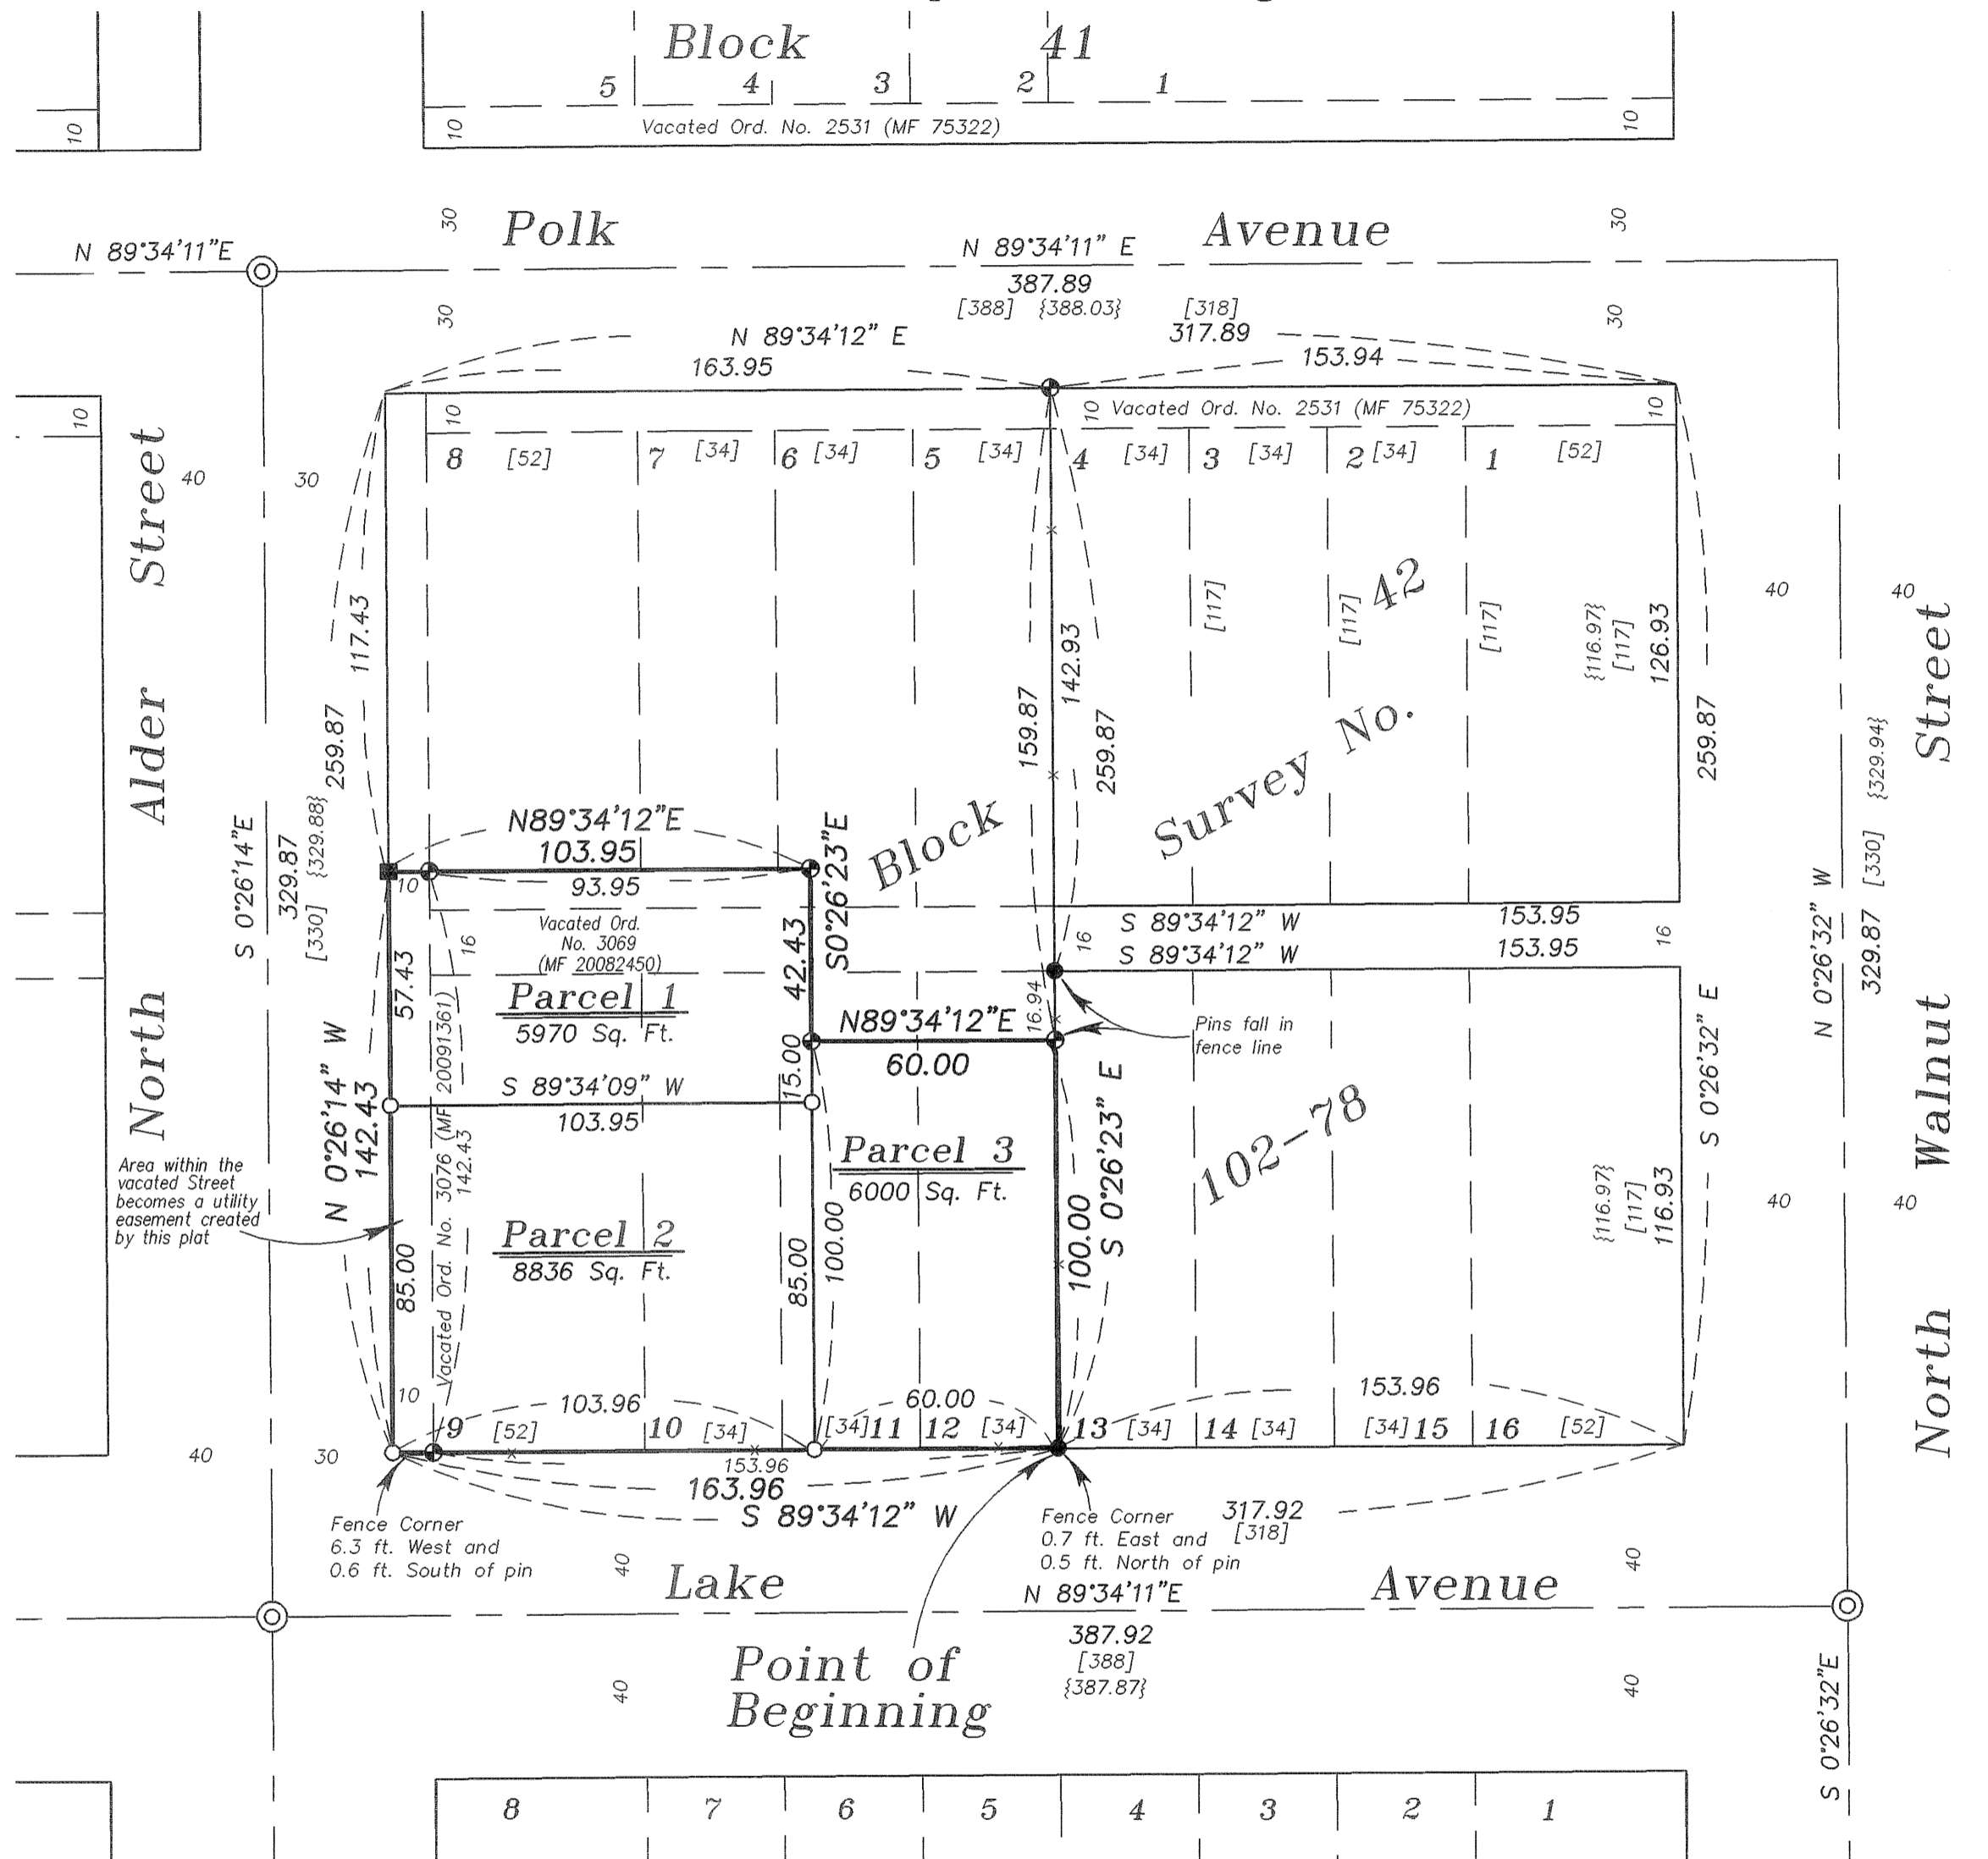 Block 41
5 4 3 2 1
10 10 10
Vacated Ord. No. 2531 (MF 75322)
30 Polk Avenue 30
N 89°34'11"E
N 89°34'11" E
387.89
[388] {388.03} [318]
30 30
N 89°34'12" E
317.89
163.95
153.94
10 10 10 10
Vacated Ord. No. 2531 (MF 75322)
8 [52] 7 [34] 6 [34] 5 [34] 4 [34] 3 [34] 2 [34] 1 [52]
40 30
North Alder Street
117.43
259.87
S 0°26'14"E
329.87
[330] {329.88}
159.87
142.93
259.87
[117] [117] [117]
{116.97}
[117]
126.93
259.87
40 40
North Walnut Street
N 0°26'32" W
329.87 [330] {329.94}
Block 42
Survey No.
102-78
N89°34'12"E
103.95
10 93.95
S0°26'23"E
42.43
Vacated Ord.
No. 3069
(MF 20082450)
16 16 16
S 89°34'12" W 153.95
S 89°34'12" W 153.95
Parcel 1
5970 Sq. Ft.
57.43
15.00
16.94
N89°34'12"E
60.00
Pins fall in
fence line
S 89°34'09" W
103.95
N 0°26'14" W
142.43
Vacated Ord. No. 3076 (MF 20091361)
142.43
Area within the
vacated Street
becomes a utility
easement created
by this plat
Parcel 2
8836 Sq. Ft.
85.00
85.00
100.00
Parcel 3
6000 Sq. Ft.
100.00
S 0°26'23" E
S 0°26'32" E
{116.97}
[117]
116.93
40 40
10
103.96
60.00
153.96
9 [52] 10 [34] [34] 11 12 [34] 13 [34] 14 [34] [34] 15 16 [52]
40 30
153.96
163.96
S 89°34'12" W
317.92
[318]
Fence Corner
6.3 ft. West and
0.6 ft. South of pin
Fence Corner
0.7 ft. East and
0.5 ft. North of pin
40 Lake Avenue 40
N 89°34'11"E
387.92
[388]
{387.87}
Point of
Beginning
40 40
S 0°26'32"E
8 7 6 5 4 3 2 1